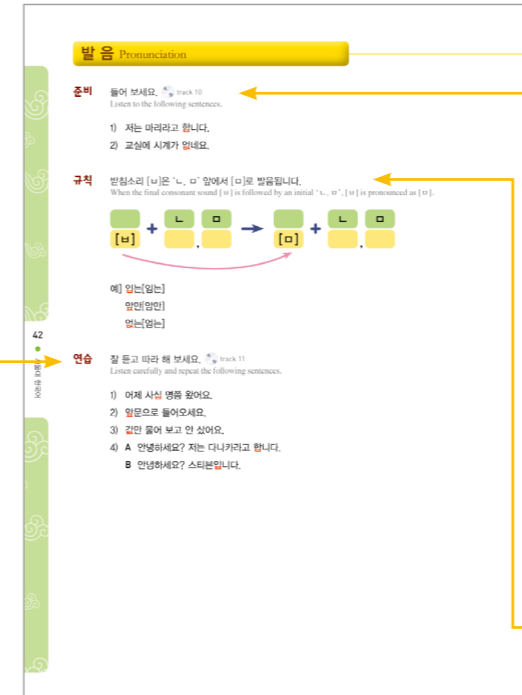 발음 Pronunciation
준비 들어 보세요. track 10
Listen to the following sentences.
1) 저는 마리라고 합니다.
2) 교실에 시계가 없네요.
규칙 받침소리 [ㅂ]은 'ㄴ, ㅁ' 앞에서 [ㅁ]로 발음됩니다.
When the final consonant sound [ㅂ] is followed by an initial 'ㄴ, ㅁ', [ㅂ] is pronounced as [ㅁ].
ㄴ ㅁ ㄴ ㅁ
[ㅂ] + . → [ㅁ] + .
예] 입는[임는]
앞만[암만]
없는[엄는]
42
서울대 한국어
연습 잘 듣고 따라 해 보세요. track 11
Listen carefully and repeat the following sentences.
1) 어제 사십 명쯤 왔어요.
2) 앞문으로 들어오세요.
3) 값만 물어 보고 안 샀어요.
4) A 안녕하세요? 저는 다나카라고 합니다.
B 안녕하세요? 스티븐입니다.